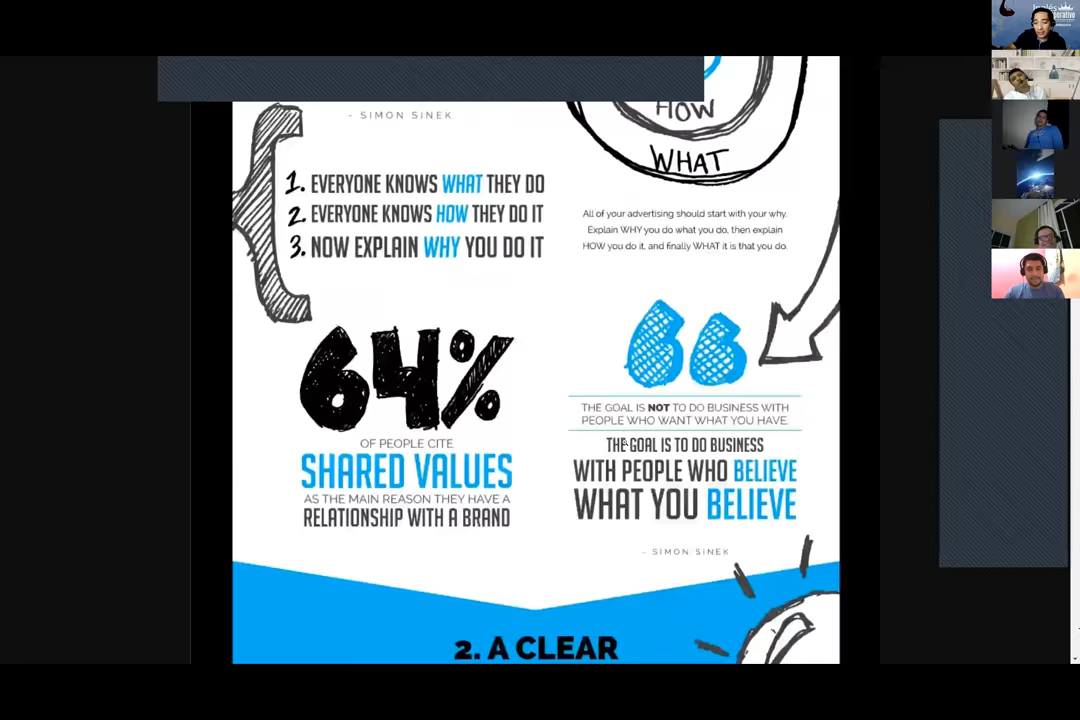 - SIMON SINEK
HOW
WHAT
1. EVERYONE KNOWS WHAT THEY DO
2. EVERYONE KNOWS HOW THEY DO IT
3. NOW EXPLAIN WHY YOU DO IT
All of your advertising should start with your why.
Explain WHY you do what you do, then explain
HOW you do it, and finally WHAT it is that you do.
64%
OF PEOPLE CITE
SHARED VALUES
AS THE MAIN REASON THEY HAVE A
RELATIONSHIP WITH A BRAND
THE GOAL IS NOT TO DO BUSINESS WITH
PEOPLE WHO WANT WHAT YOU HAVE.
THE GOAL IS TO DO BUSINESS
WITH PEOPLE WHO BELIEVE
WHAT YOU BELIEVE
- SIMON SINEK
2. A CLEAR